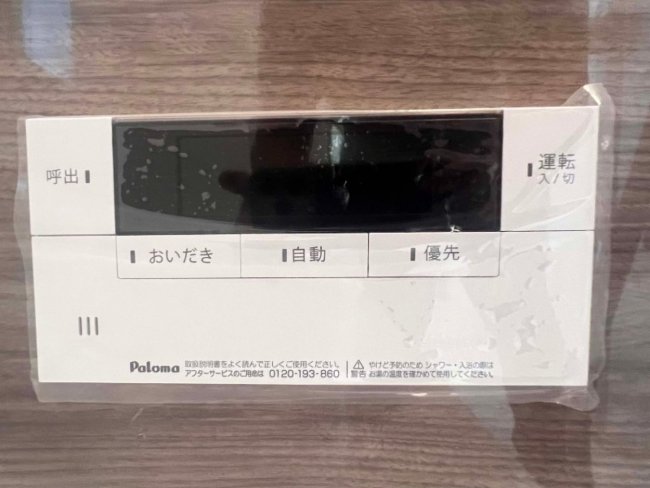 呼出
運転
入/切
おいだき
自動
優先
Paloma
取扱説明書をよく読んで正しくご使用ください。
アフターサービスのご用命は 0120-193-860
警告
やけど予防のため シャワー・入浴の際は
お湯の温度を確かめて使用してください。